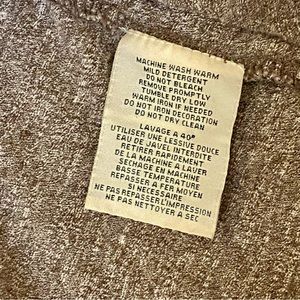 MACHINE WASH WARM
MILD DETERGENT
DO NOT BLEACH
REMOVE PROMPTLY
TUMBLE DRY LOW
WARM IRON IF NEEDED
DO NOT IRON DECORATION
DO NOT DRY CLEAN
LAVAGE A 40°
UTILISER UNE LESSIVE DOUCE
EAU DE JAVEL INTERDITE
RETIRER RAPIDEMENT
DE LA MACHINE A LAVER
SECHAGE EN MACHINE
BASSE TEMPERATURE
REPASSER A FER MOYEN
SI NECESSAIRE
NE PAS REPASSER L'IMPRESSION
NE PAS NETTOYER A SEC